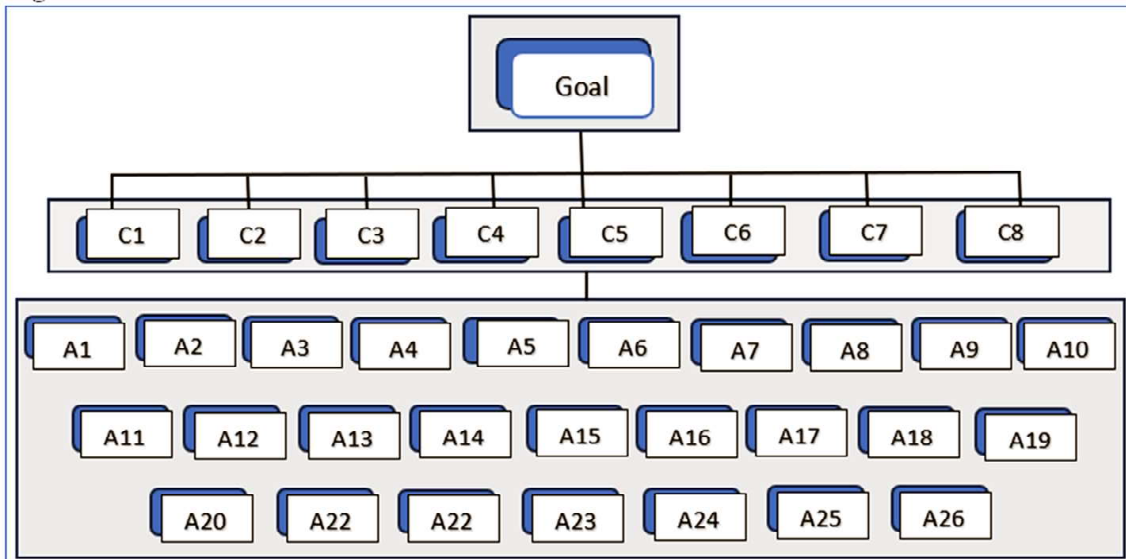 Goal
C1 C2 C3 C4 C5 C6 C7 C8
A1 A2 A3 A4 A5 A6 A7 A8 A9 A10
A11 A12 A13 A14 A15 A16 A17 A18 A19
A20 A22 A22 A23 A24 A25 A26